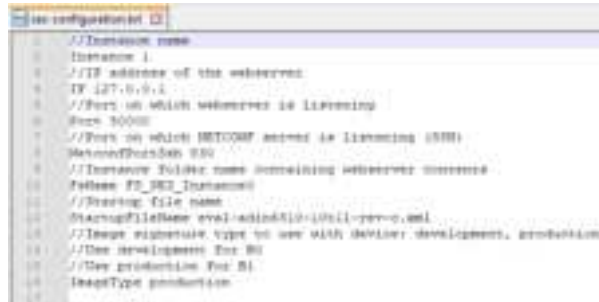 //Instance name
Instance 1
//IP address of the webserver
IP 127.0.0.1
//Port on which webserver is listening
Port 50000
//Port on which NETCONF server is listening (SSH)
NetconfPortSsh 830
//Instance folder name containing webserver contents
FsName
//Startup file name
StartupFileName
//Image signature type to use with device: development, production
//Use development for B0
//Use production for B1
ImageType production